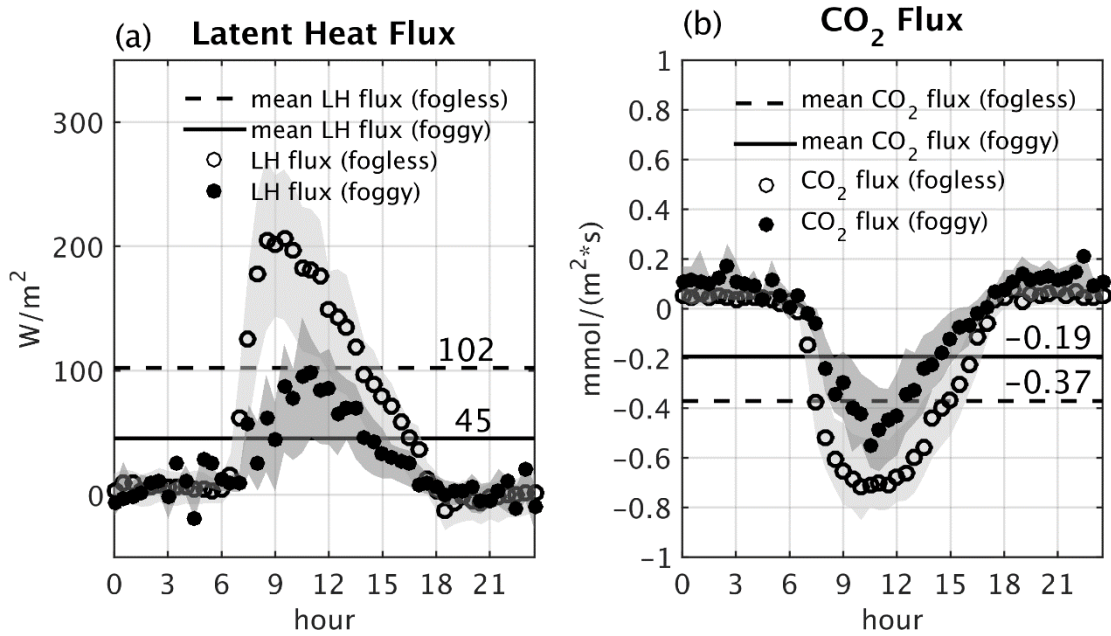 (a) Latent Heat Flux
mean LH flux (fogless)
mean LH flux (foggy)
LH flux (fogless)
LH flux (foggy)
300
200
100
0
W/m²
102
45
0 3 6 9 12 15 18 21
hour
(b) CO₂ Flux
mean CO₂ flux (fogless)
mean CO₂ flux (foggy)
CO₂ flux (fogless)
CO₂ flux (foggy)
1
0.8
0.6
0.4
0.2
0
-0.2
-0.4
-0.6
-0.8
-1
mmol/(m²*s)
-0.19
-0.37
0 3 6 9 12 15 18 21
hour